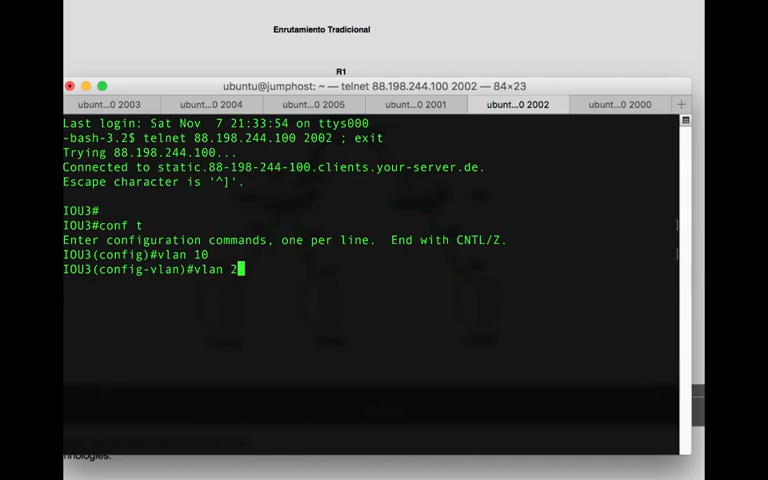 Enrutamiento Tradicional
R1
ubuntu@jumphost: ~ — telnet 88.198.244.100 2002 — 84×23
ubunt...0 2003 ubunt...0 2004 ubunt...0 2005 ubunt...0 2001 ubunt...0 2002 ubunt...0 2000 +
Last login: Sat Nov  7 21:33:54 on ttys000
-bash-3.2$ telnet 88.198.244.100 2002 ; exit
Trying 88.198.244.100...
Connected to static.88-198-244-100.clients.your-server.de.
Escape character is '^]'.
IOU3#
IOU3#conf t
Enter configuration commands, one per line.  End with CNTL/Z.
IOU3(config)#vlan 10
IOU3(config-vlan)#vlan 2